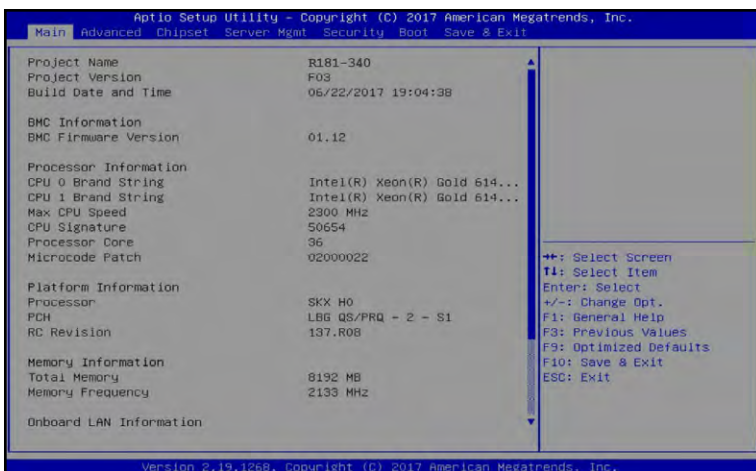 Aptio Setup Utility – Copyright (C) 2017 American Megatrends, Inc.
Main Advanced Chipset Server Mgmt Security Boot Save & Exit
Project Name R181-340
Project Version F03
Build Date and Time 06/22/2017 19:04:38
BMC Information
BMC Firmware Version 01.12
Processor Information
CPU 0 Brand String Intel(R) Xeon(R) Gold 614...
CPU 1 Brand String Intel(R) Xeon(R) Gold 614...
Max CPU Speed 2300 MHz
CPU Signature 50654
Processor Core 36
Microcode Patch 02000022
Platform Information
Processor SKX H0
PCH LBG QS/PRQ - 2 - S1
RC Revision 137.R08
Memory Information
Total Memory 8192 MB
Memory Frequency 2133 MHz
Onboard LAN Information
→←: Select Screen
↑↓: Select Item
Enter: Select
+/-: Change Opt.
F1: General Help
F3: Previous Values
F9: Optimized Defaults
F10: Save & Exit
ESC: Exit
Version 2.19.1268. Copyright (C) 2017 American Megatrends, Inc.